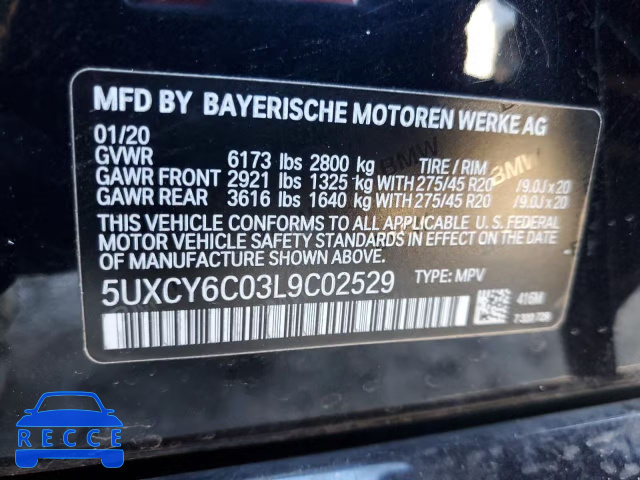 MFD BY BAYERISCHE MOTOREN WERKE AG
01/20
GVWR 6173 lbs 2800 kg TIRE / RIM
GAWR FRONT 2921 lbs 1325 kg WITH 275/45 R20 /9.0J x 20
GAWR REAR 3616 lbs 1640 kg WITH 275/45 R20 /9.0J x 20
THIS VEHICLE CONFORMS TO ALL APPLICABLE U. S. FEDERAL
MOTOR VEHICLE SAFETY STANDARDS IN EFFECT ON THE DATE
OF MANUFACTURE SHOWN ABOVE.
5UXCY6C03L9C02529 TYPE: MPV
416M
RECCE
BMW
BMW